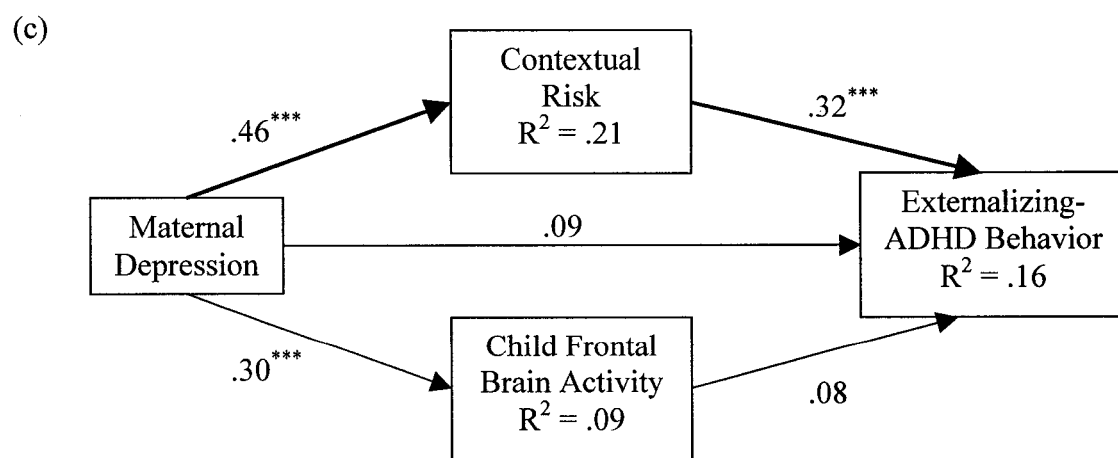 (c)
Contextual
Risk
R² = .21
.46***
.32***
Maternal
Depression
.09
Externalizing-
ADHD Behavior
R² = .16
.30***
Child Frontal
Brain Activity
R² = .09
.08